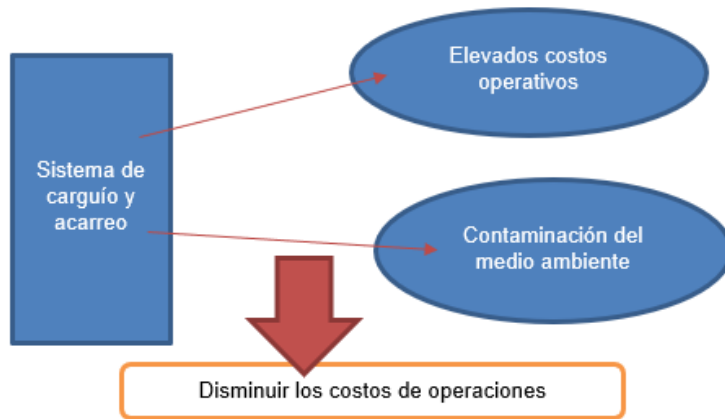 Elevados costos
operativos
Sistema de
carguío y
acarreo
Contaminación del
medio ambiente
Disminuir los costos de operaciones